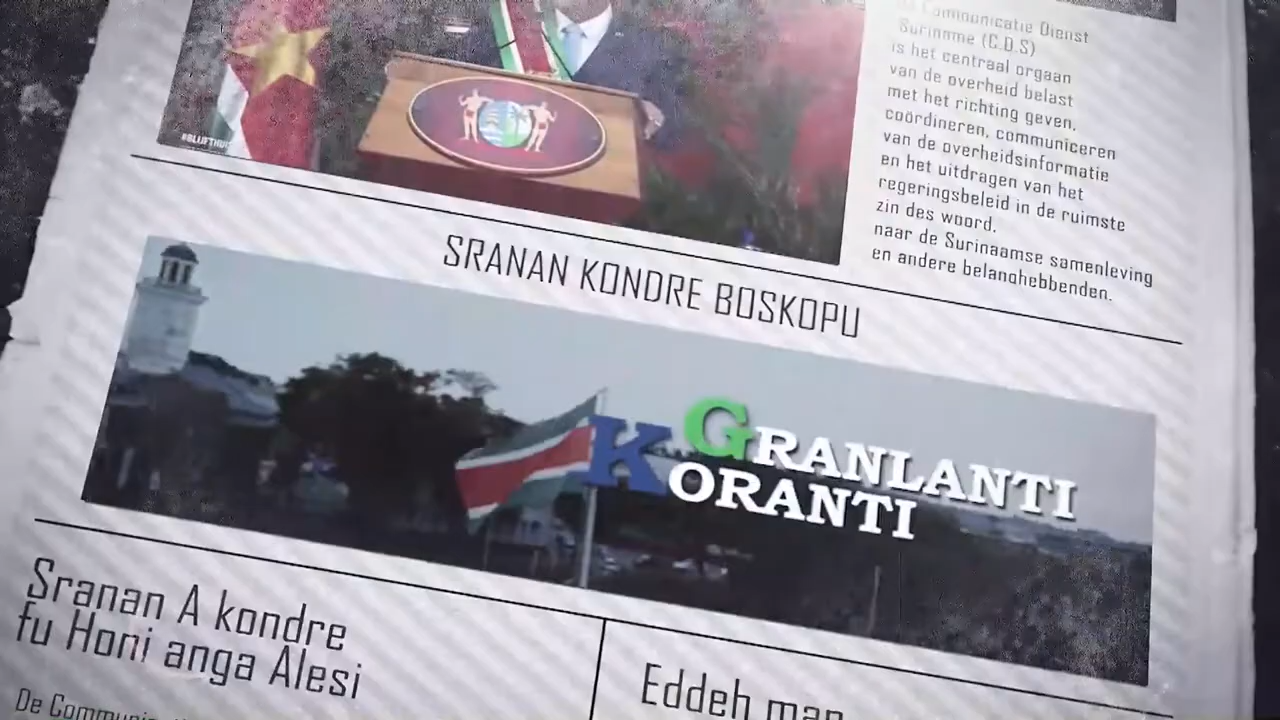 Communicatie Dienst
Suriname (C.D.S)
is het centraal orgaan
van de overheid belast
met het richting geven,
coördineren, communiceren
van de overheidsinformatie
en het uitdragen van het
regeringsbeleid in de ruimste
zin des woord.
naar de Surinaamse samenleving
en andere belanghebbenden.
SRANAN KONDRE BOSKOPU
GRANLANTI
KORANTI
Sranan A kondre
fu Honi anga Alesi
De
Eddeh man